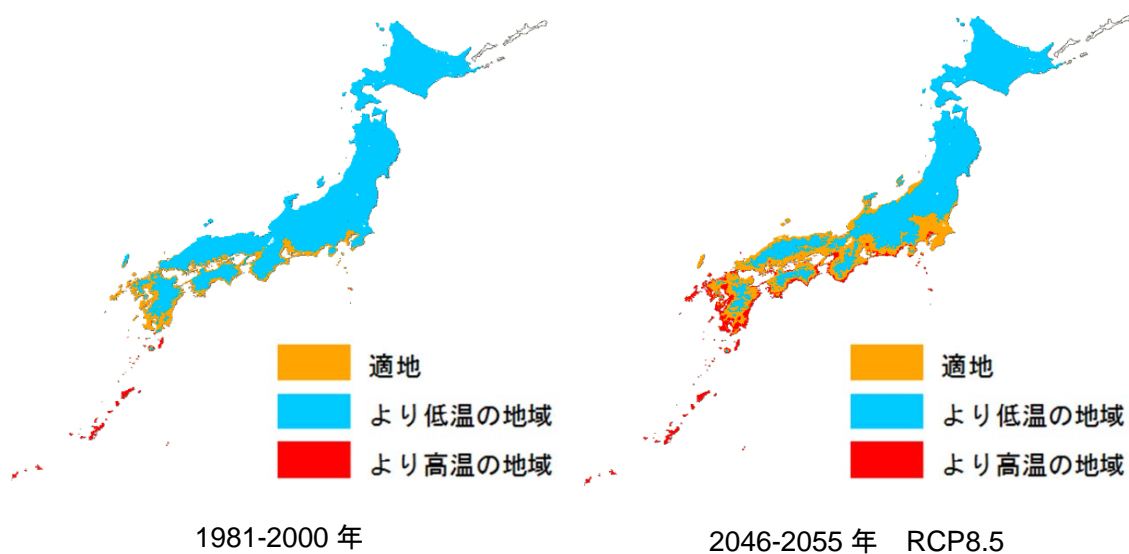 適地
より低温の地域
より高温の地域
1981-2000 年
適地
より低温の地域
より高温の地域
2046-2055 年　RCP8.5